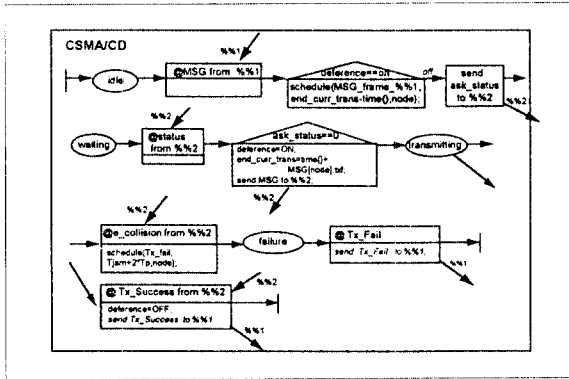 CSMA/CD
%%1
idle
@MSG from %%1
deference==on
off
schedule(MSG_frame_%%1,
end_curr_trans-time(),node);
send
ask_status
to %%2
%%2
%%2
waiting
@status
from %%2
ask_status==0
deference=ON;
end_curr_trans=time()+
MSG[node].txf;
send MSG to %%2;
transmitting
%%2
%%2
@e_collision from %%2
schedule(Tx_fail,
Tjam+2*Tp,node);
failure
@Tx_Fail
send Tx_Fail to %%1,
%%1
%%2
@Tx_Success from %%2
deference=OFF,
send Tx_Success to %%1
%%1